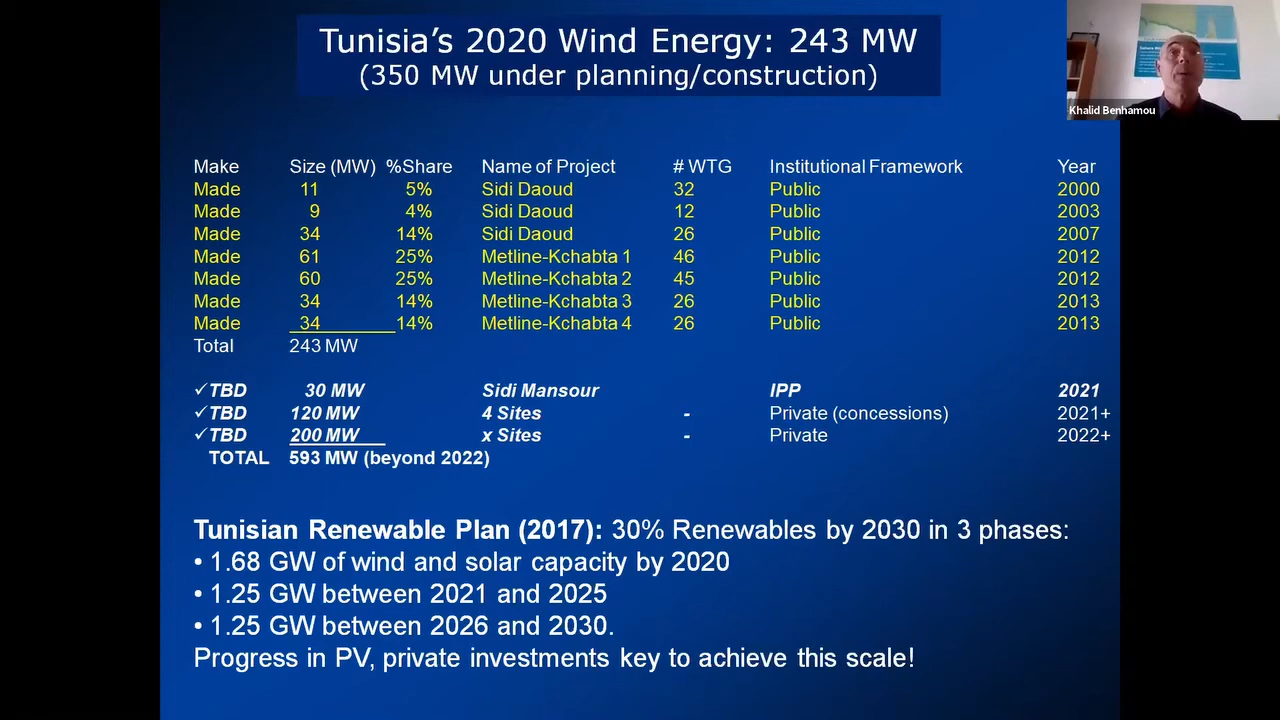 Tunisia's 2020 Wind Energy: 243 MW
(350 MW under planning/construction)
Khalid Benhamou
Make Size (MW) %Share Name of Project # WTG Institutional Framework Year
Made 11 5% Sidi Daoud 32 Public 2000
Made 9 4% Sidi Daoud 12 Public 2003
Made 34 14% Sidi Daoud 26 Public 2007
Made 61 25% Metline-Kchabta 1 46 Public 2012
Made 60 25% Metline-Kchabta 2 45 Public 2012
Made 34 14% Metline-Kchabta 3 26 Public 2013
Made 34 14% Metline-Kchabta 4 26 Public 2013
Total 243 MW
✓TBD 30 MW Sidi Mansour IPP 2021
✓TBD 120 MW 4 Sites - Private (concessions) 2021+
✓TBD 200 MW x Sites - Private 2022+
TOTAL 593 MW (beyond 2022)
Tunisian Renewable Plan (2017): 30% Renewables by 2030 in 3 phases:
• 1.68 GW of wind and solar capacity by 2020
• 1.25 GW between 2021 and 2025
• 1.25 GW between 2026 and 2030.
Progress in PV, private investments key to achieve this scale!